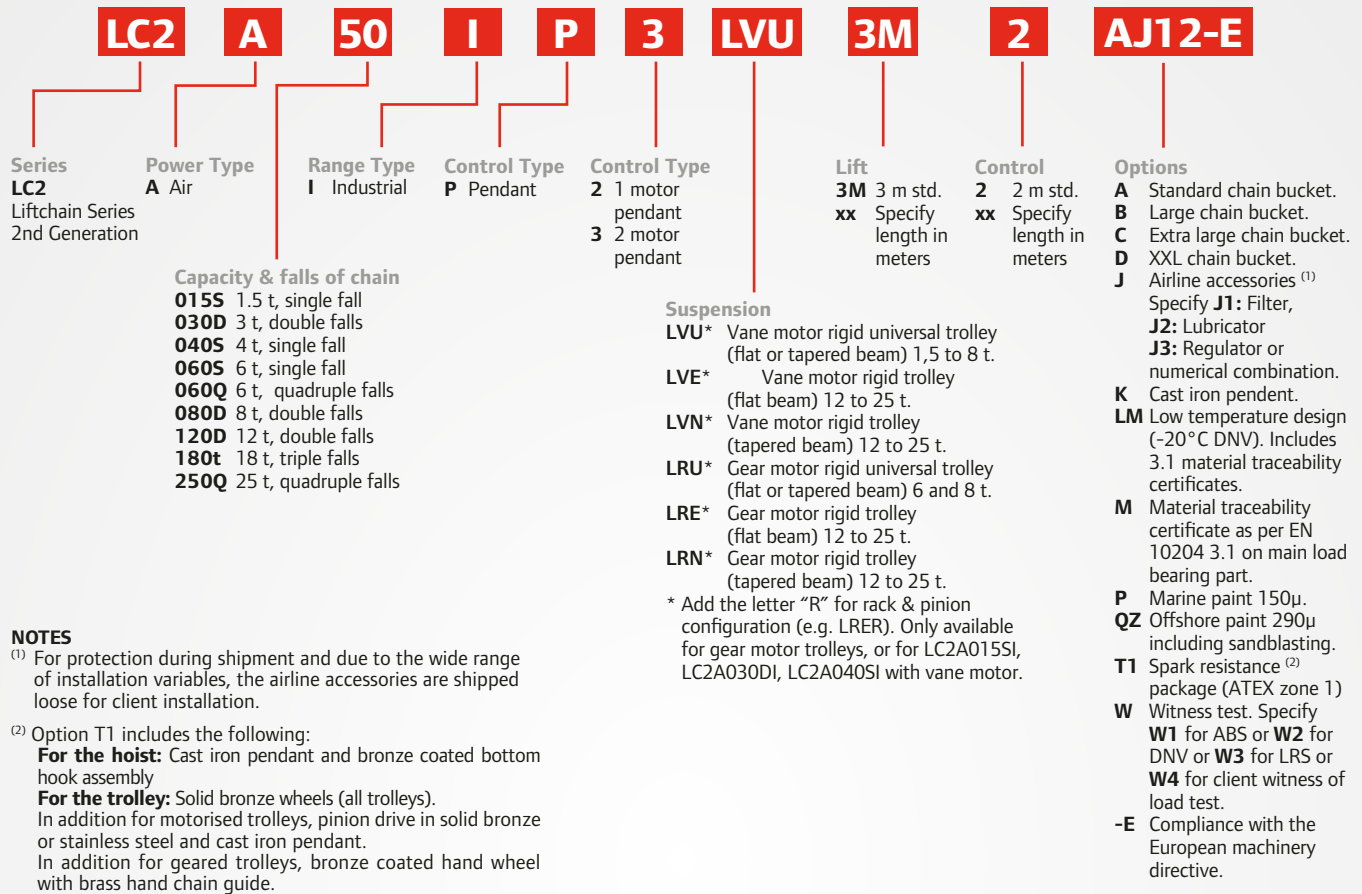 LC2 A 50 I P 3 LVU 3M 2 AJ12-E
Series
LC2
Liftchain Series
2nd Generation
Power Type
A Air
Capacity & falls of chain
015S 1.5 t, single fall
030D 3 t, double falls
040S 4 t, single fall
060S 6 t, single fall
060Q 6 t, quadruple falls
080D 8 t, double falls
120D 12 t, double falls
180t 18 t, triple falls
250Q 25 t, quadruple falls
Range Type
I Industrial
Control Type
P Pendant
Control Type
2 1 motor
pendant
3 2 motor
pendant
Suspension
LVU* Vane motor rigid universal trolley
(flat or tapered beam) 1,5 to 8 t.
LVE* Vane motor rigid trolley
(flat beam) 12 to 25 t.
LVN* Vane motor rigid trolley
(tapered beam) 12 to 25 t.
LRU* Gear motor rigid universal trolley
(flat or tapered beam) 6 and 8 t.
LRE* Gear motor rigid trolley
(flat beam) 12 to 25 t.
LRN* Gear motor rigid trolley
(tapered beam) 12 to 25 t.
* Add the letter “R” for rack & pinion
configuration (e.g. LRER). Only available
for gear motor trolleys, or for LC2A015SI,
LC2A030DI, LC2A040SI with vane motor.
Lift
3M 3 m std.
xx Specify
length in
meters
Control
2 2 m std.
xx Specify
length in
meters
Options
A Standard chain bucket.
B Large chain bucket.
C Extra large chain bucket.
D XXL chain bucket.
J Airline accessories (1)
Specify J1: Filter,
J2: Lubricator
J3: Regulator or
numerical combination.
K Cast iron pendent.
LM Low temperature design
(-20°C DNV). Includes
3.1 material traceability
certificates.
M Material traceability
certificate as per EN
10204 3.1 on main load
bearing part.
P Marine paint 150µ.
QZ Offshore paint 290µ
including sandblasting.
T1 Spark resistance (2)
package (ATEX zone 1)
W Witness test. Specify
W1 for ABS or W2 for
DNV or W3 for LRS or
W4 for client witness of
load test.
-E Compliance with the
European machinery
directive.
NOTES
(1) For protection during shipment and due to the wide range
of installation variables, the airline accessories are shipped
loose for client installation.
(2) Option T1 includes the following:
For the hoist: Cast iron pendant and bronze coated bottom
hook assembly
For the trolley: Solid bronze wheels (all trolleys).
In addition for motorised trolleys, pinion drive in solid bronze
or stainless steel and cast iron pendant.
In addition for geared trolleys, bronze coated hand wheel
with brass hand chain guide.